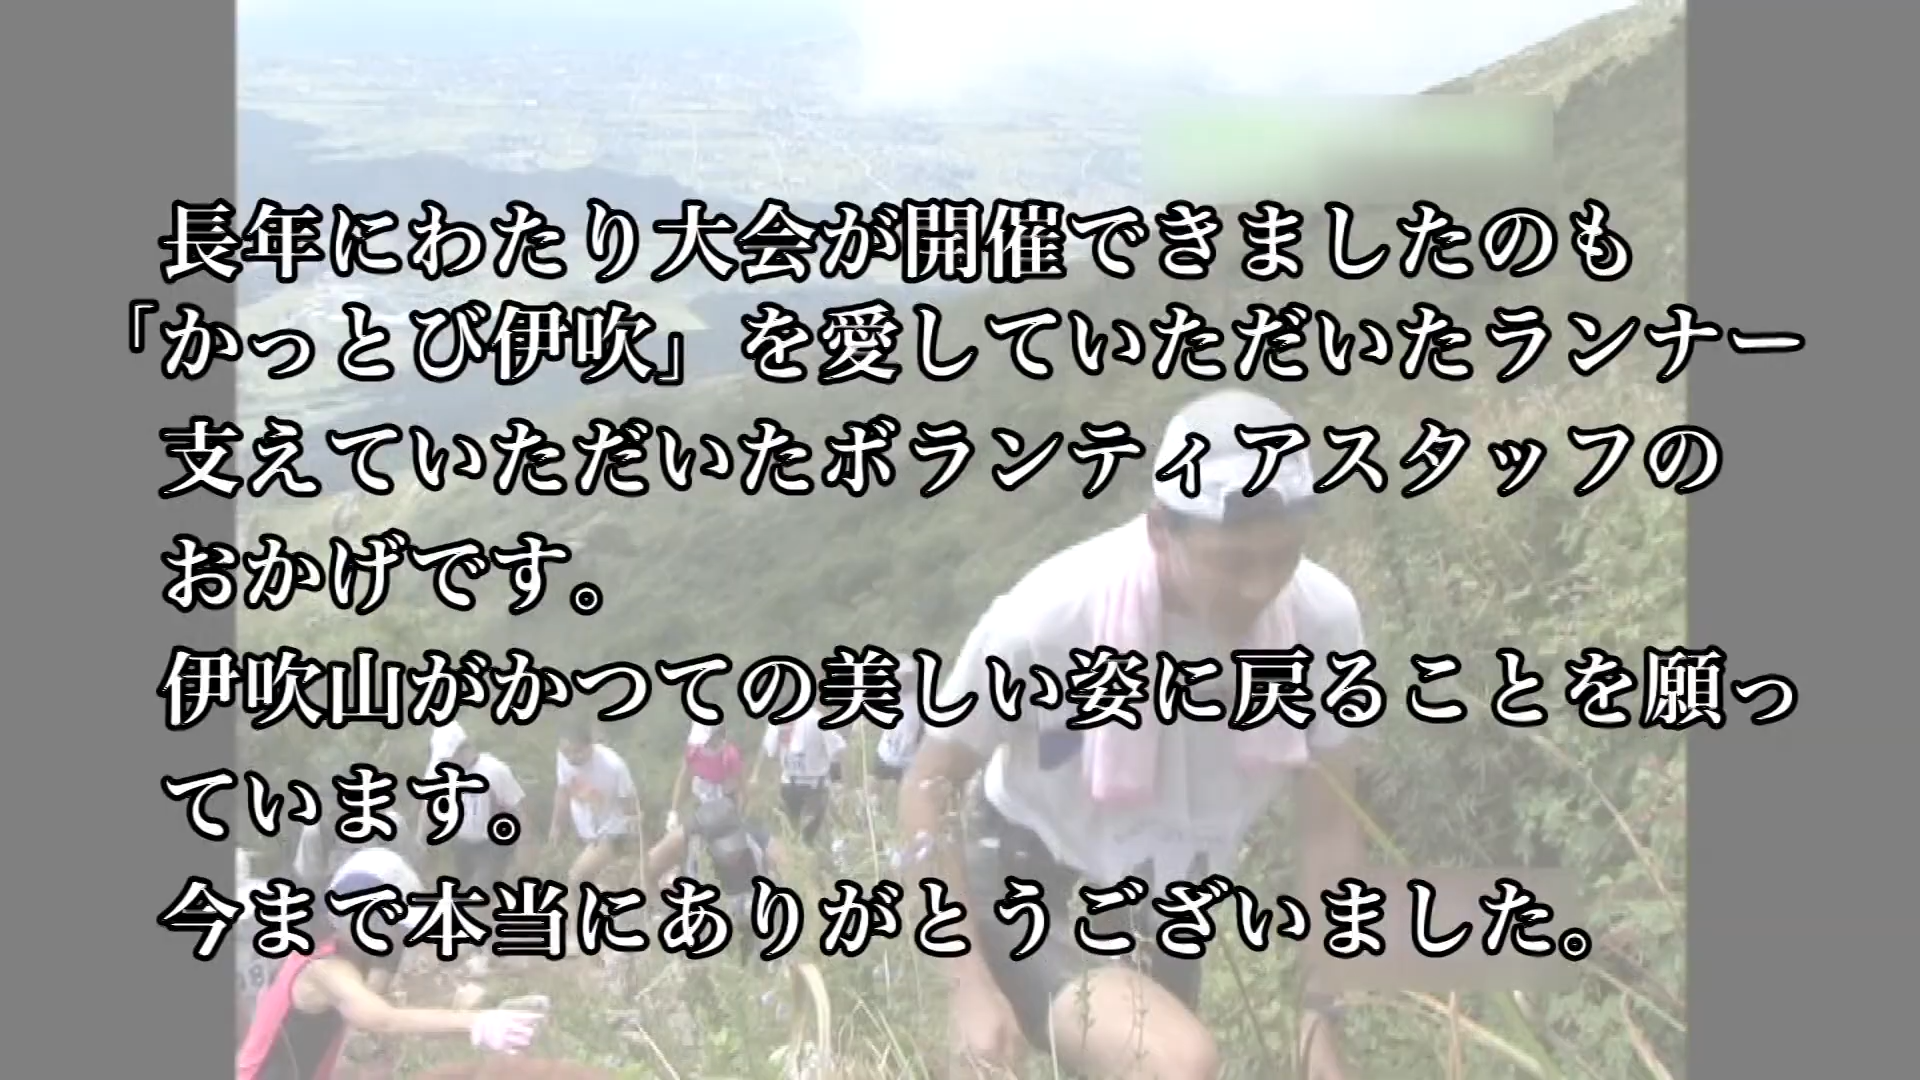 長年にわたり大会が開催できましたのも
「かっとび伊吹」を愛していただいたランナー
支えていただいたボランティアスタッフの
おかげです。
伊吹山がかつての美しい姿に戻ることを願っ
ています。
今まで本当にありがとうございました。